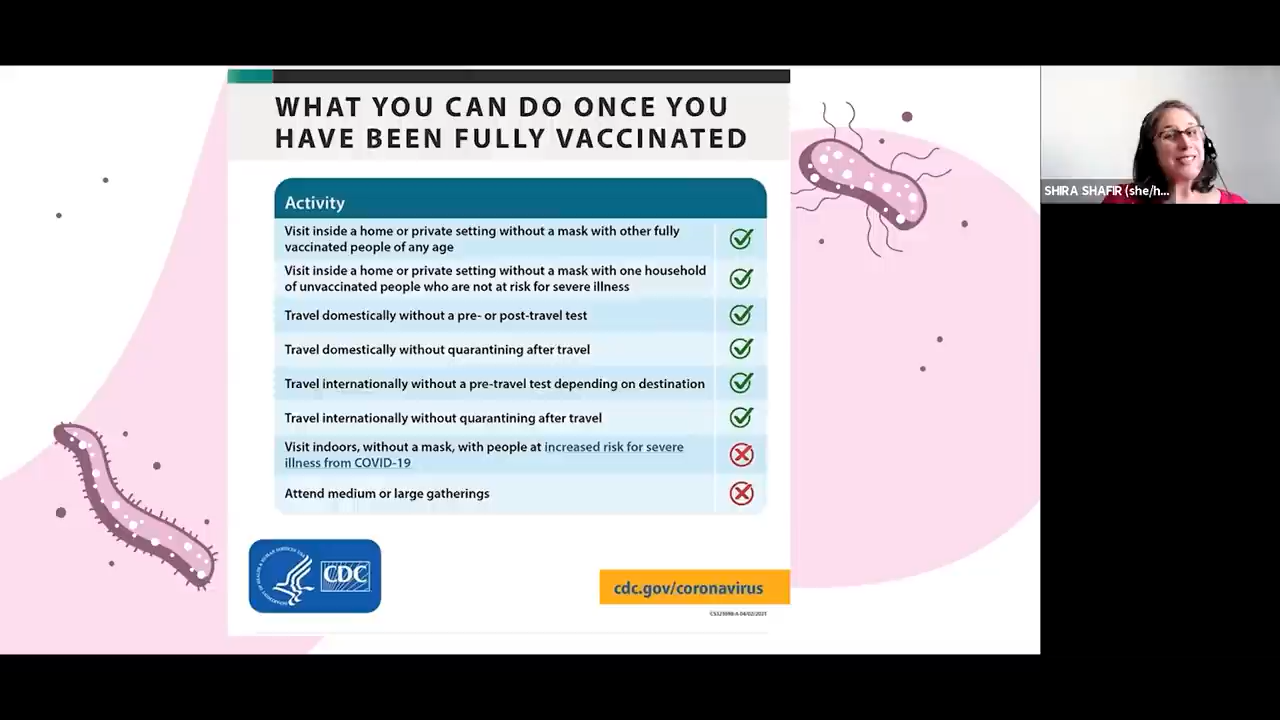 WHAT YOU CAN DO ONCE YOU
HAVE BEEN FULLY VACCINATED
Activity
Visit inside a home or private setting without a mask with other fully
vaccinated people of any age
Visit inside a home or private setting without a mask with one household
of unvaccinated people who are not at risk for severe illness
Travel domestically without a pre- or post-travel test
Travel domestically without quarantining after travel
Travel internationally without a pre-travel test depending on destination
Travel internationally without quarantining after travel
Visit indoors, without a mask, with people at increased risk for severe
illness from COVID-19
Attend medium or large gatherings
CDC
cdc.gov/coronavirus
SHIRA SHAFIR (she/h...